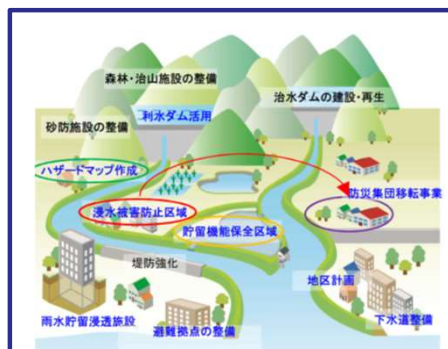 森林・治山施設の整備
治水ダムの建設・再生
利水ダム活用
砂防施設の整備
ハザードマップ作成
防災集団移転事業
浸水被害防止区域
貯留機能保全区域
堤防強化
地区計画
雨水貯留浸透施設
避難拠点の整備
下水道整備